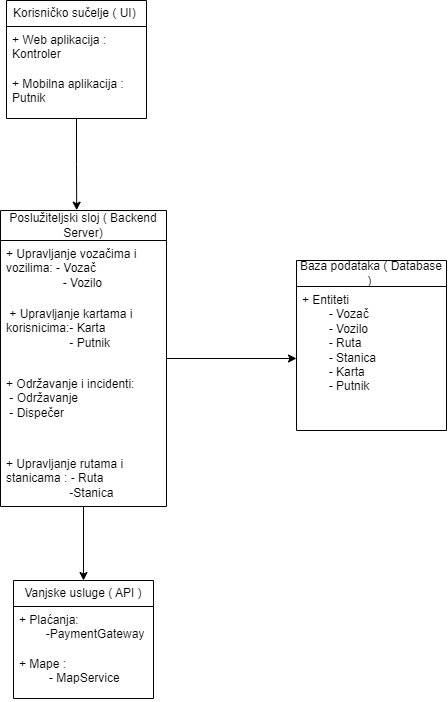 Korisničko sučelje ( UI)
+ Web aplikacija :
Kontroler
+ Mobilna aplikacija :
Putnik
Poslužiteljski sloj ( Backend
Server)
+ Upravljanje vozačima i
vozilima: - Vozač
- Vozilo
+ Upravljanje kartama i
korisnicima:- Karta
- Putnik
+ Održavanje i incidenti:
- Održavanje
- Dispečer
+ Upravljanje rutama i
stanicama : - Ruta
-Stanica
Baza podataka ( Database
)
+ Entiteti
- Vozač
- Vozilo
- Ruta
- Stanica
- Karta
- Putnik
Vanjske usluge ( API )
+ Plaćanja:
-PaymentGateway
+ Mape :
- MapService